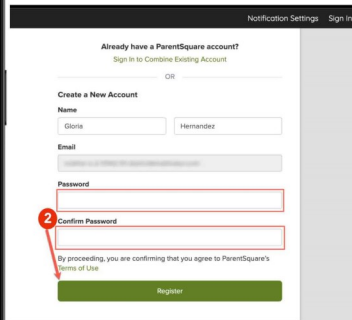 Notification Settings Sign In
Already have a ParentSquare account?
Sign In to Combine Existing Account
OR
Create a New Account
Name
Gloria Hernandez
Email
Password
2
Confirm Password
By proceeding, you are confirming that you agree to ParentSquare's
Terms of Use
Register